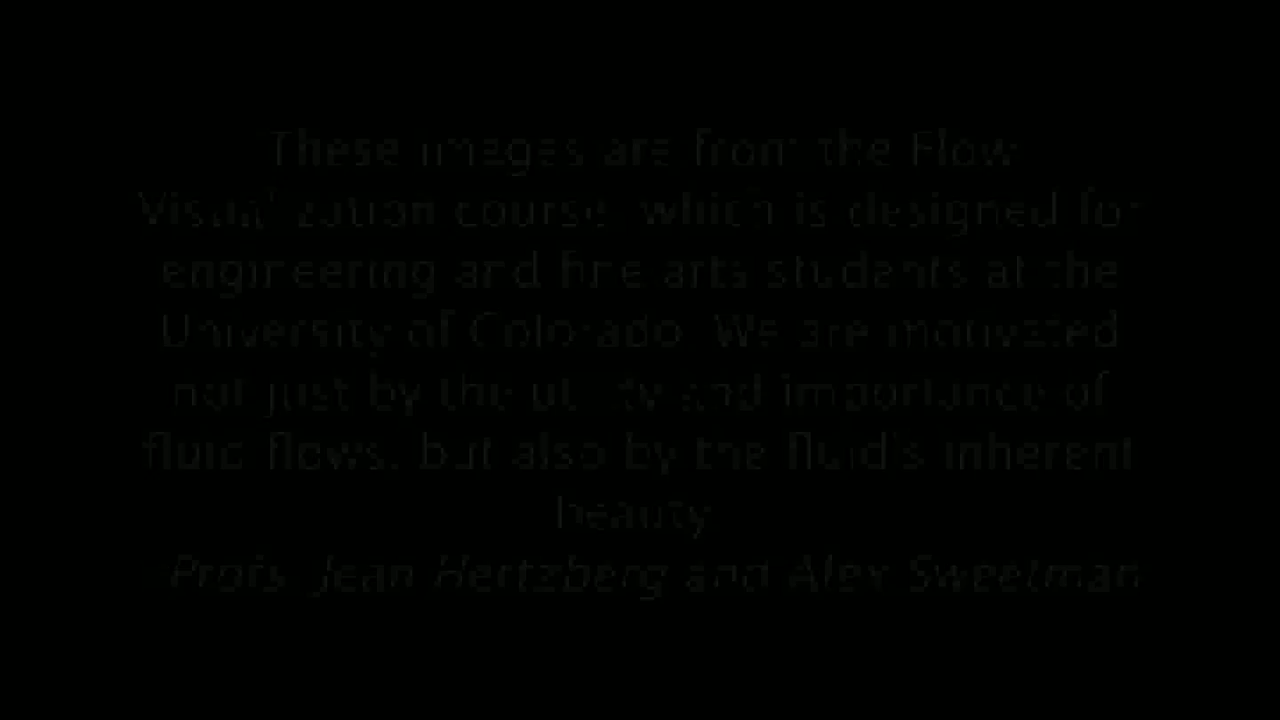 These images are from the Flow
Visualization course, which is designed for
engineering and fine arts students at the
University of Colorado. We are motivated
not just by the utility and importance of
fluid flows, but also by the fluid's inherent
beauty.
Profs. Jean Hertzberg and Alex Sweetman